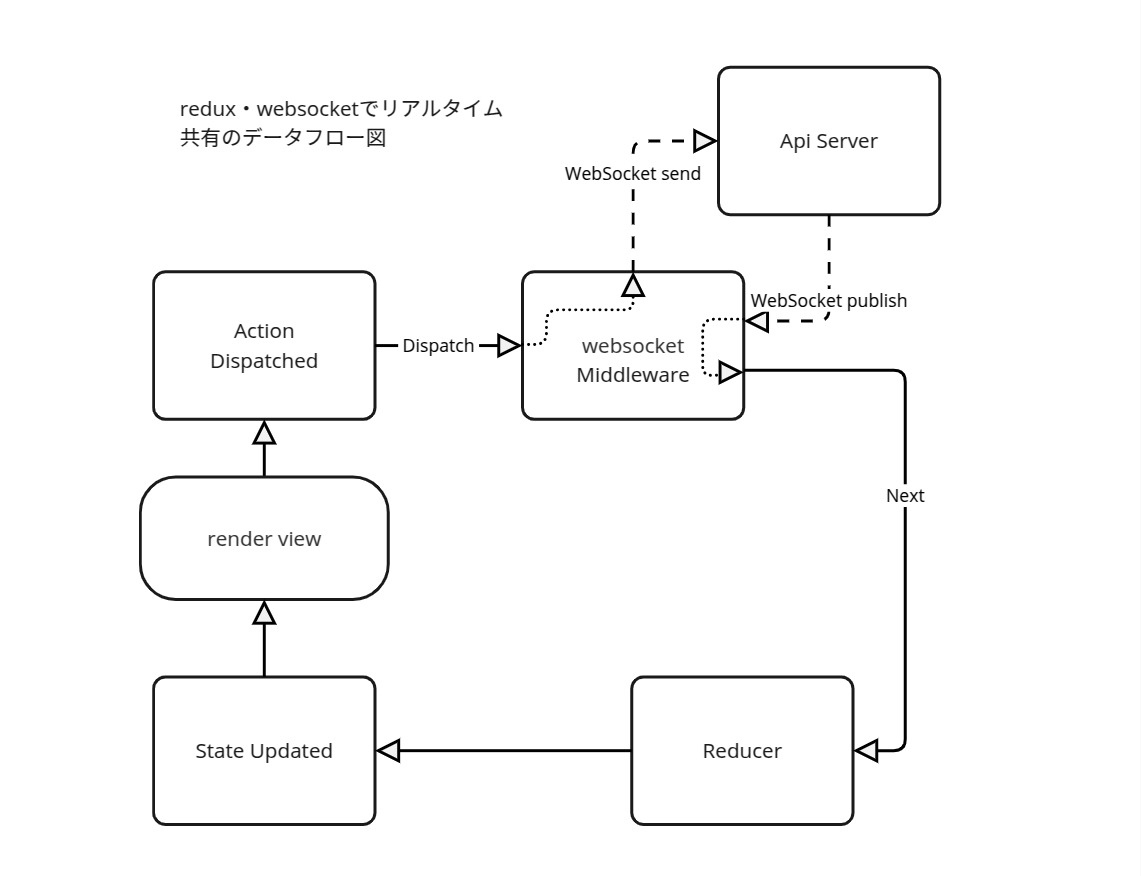 redux・websocketでリアルタイム
共有のデータフロー図
Api Server
WebSocket send
WebSocket publish
Action
Dispatched
Dispatch
websocket
Middleware
Next
render view
State Updated
Reducer